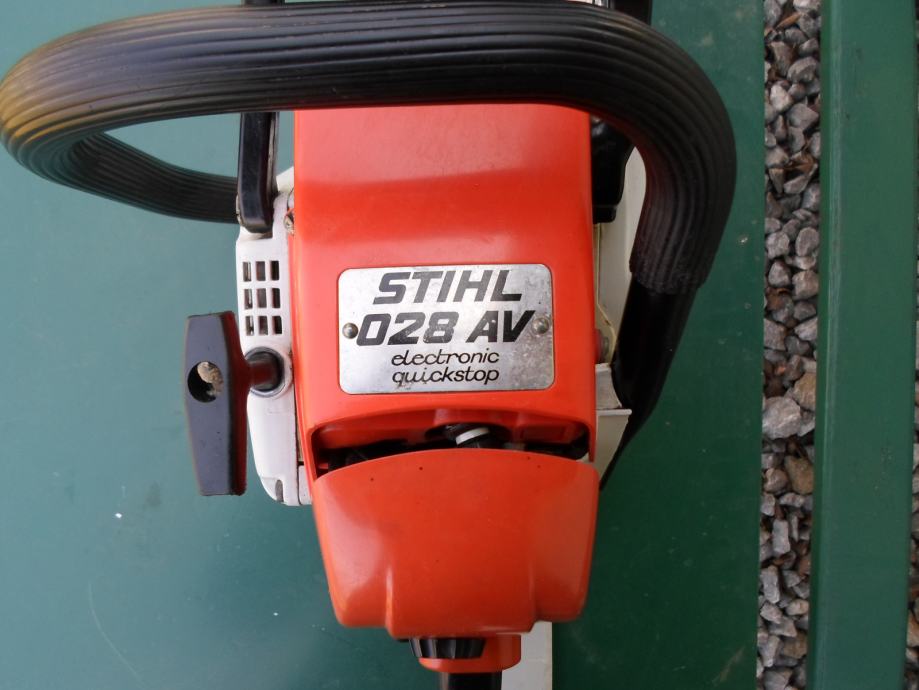 STIHL
028 AV
electronic
quickstop